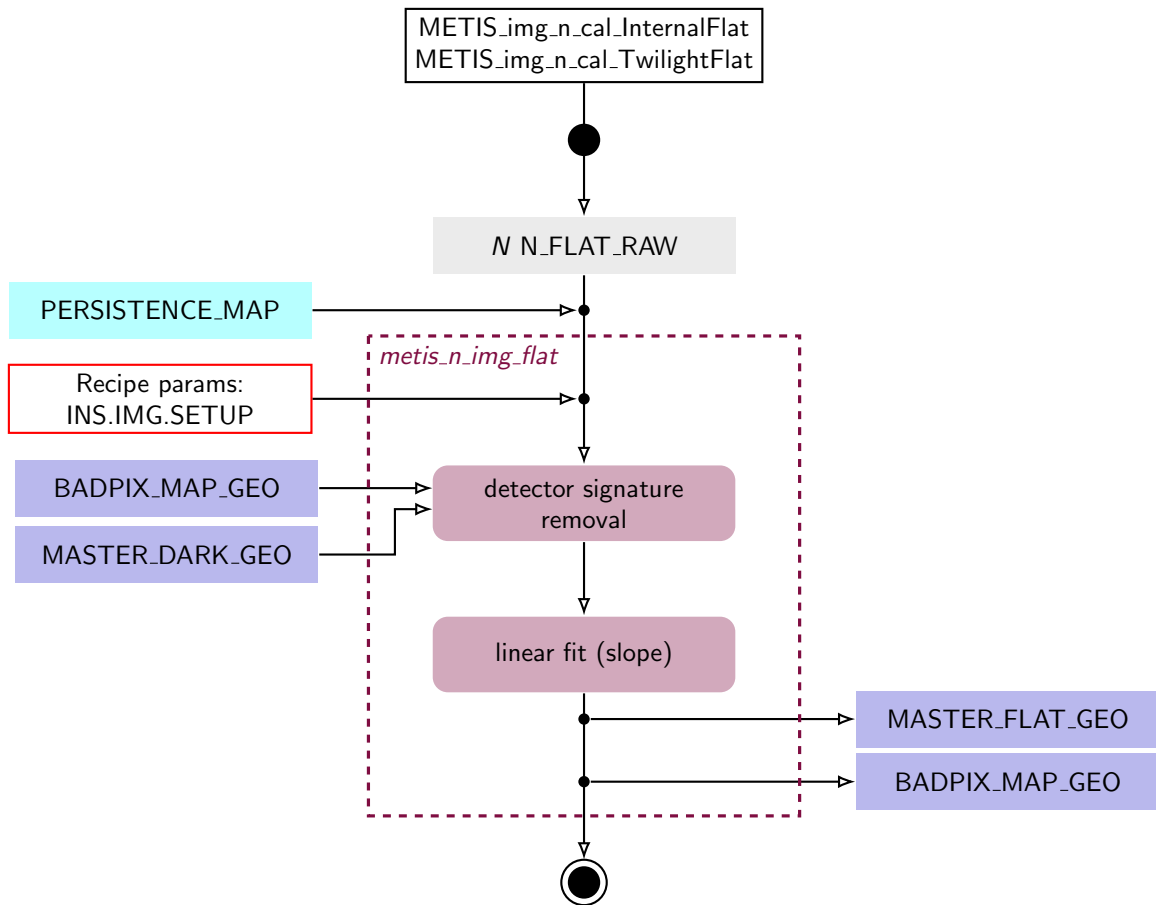 METIS_img_n_cal_InternalFlat
METIS_img_n_cal_TwilightFlat
N N_FLAT_RAW
PERSISTENCE_MAP
metis_n_img_flat
Recipe params:
INS.IMG.SETUP
BADPIX_MAP_GEO
detector signature
removal
MASTER_DARK_GEO
linear fit (slope)
MASTER_FLAT_GEO
BADPIX_MAP_GEO